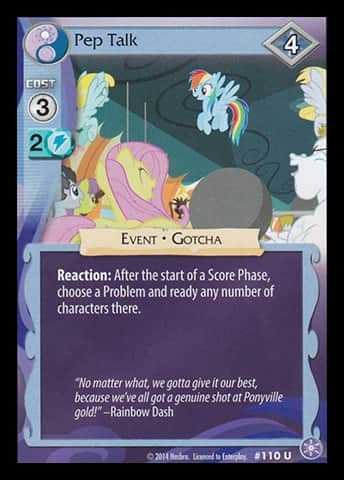 Pep Talk
4
COST
3
2
EVENT • GOTCHA
Reaction: After the start of a Score Phase,
choose a Problem and ready any number of
characters there.
"No matter what, we gotta give it our best,
because we've all got a genuine shot at Ponyville
gold!" –Rainbow Dash
© 2014 Hasbro. Licensed to Enterplay. #110 U